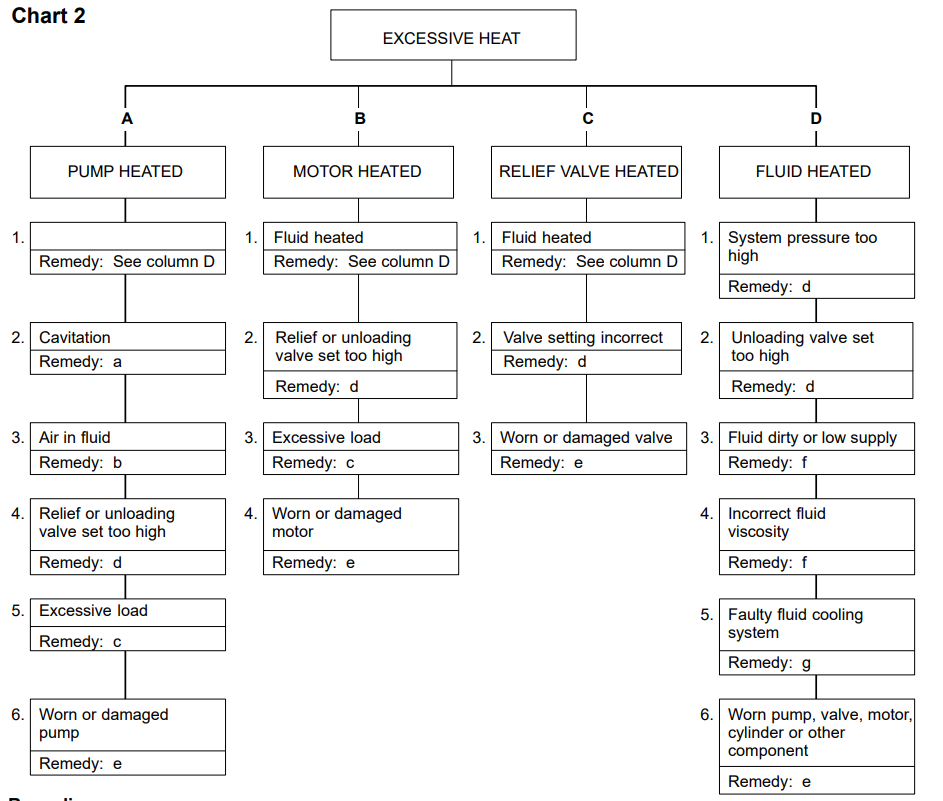 Chart 2
EXCESSIVE HEAT
A
B
C
D
PUMP HEATED
MOTOR HEATED
RELIEF VALVE HEATED
FLUID HEATED
1.
Remedy: See column D
2. Cavitation
Remedy: a
3. Air in fluid
Remedy: b
4. Relief or unloading
valve set too high
Remedy: d
5. Excessive load
Remedy: c
6. Worn or damaged
pump
Remedy: e
1. Fluid heated
Remedy: See column D
2. Relief or unloading
valve set too high
Remedy: d
3. Excessive load
Remedy: c
4. Worn or damaged
motor
Remedy: e
1. Fluid heated
Remedy: See column D
2. Valve setting incorrect
Remedy: d
3. Worn or damaged valve
Remedy: e
1. System pressure too
high
Remedy: d
2. Unloading valve set
too high
Remedy: d
3. Fluid dirty or low supply
Remedy: f
4. Incorrect fluid
viscosity
Remedy: f
5. Faulty fluid cooling
system
Remedy: g
6. Worn pump, valve, motor,
cylinder or other
component
Remedy: e